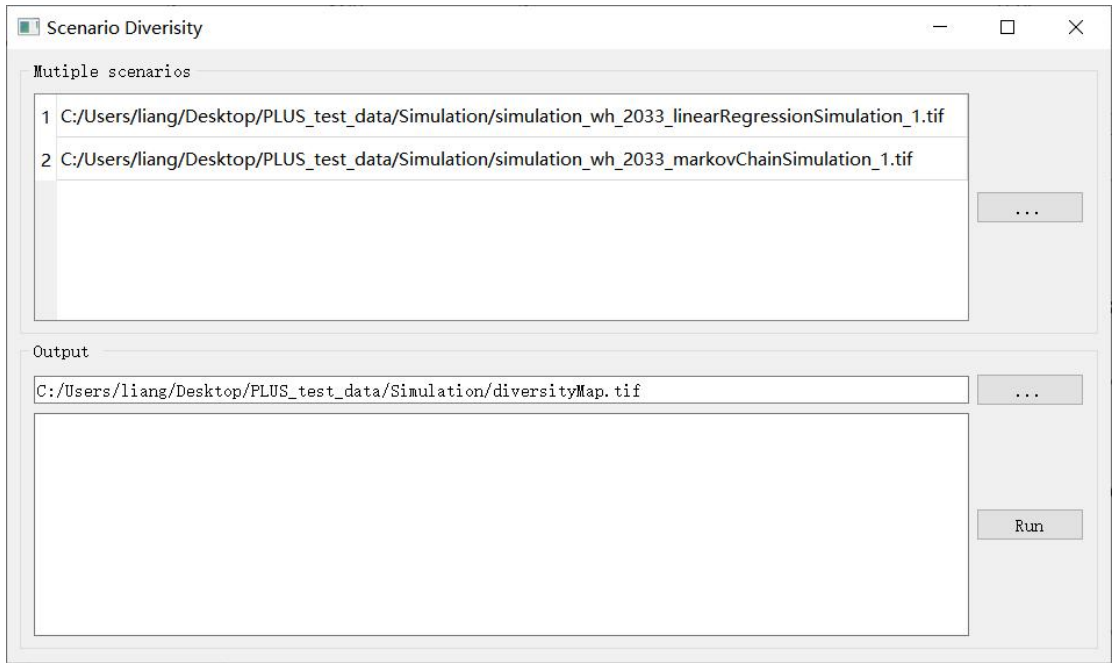 Scenario Diverisity
Mutiple scenarios
1 C:/Users/liang/Desktop/PLUS_test_data/Simulation/simulation_wh_2033_linearRegressionSimulation_1.tif
2 C:/Users/liang/Desktop/PLUS_test_data/Simulation/simulation_wh_2033_markovChainSimulation_1.tif
...
Output
C:/Users/liang/Desktop/PLUS_test_data/Simulation/diversityMap.tif
...
Run